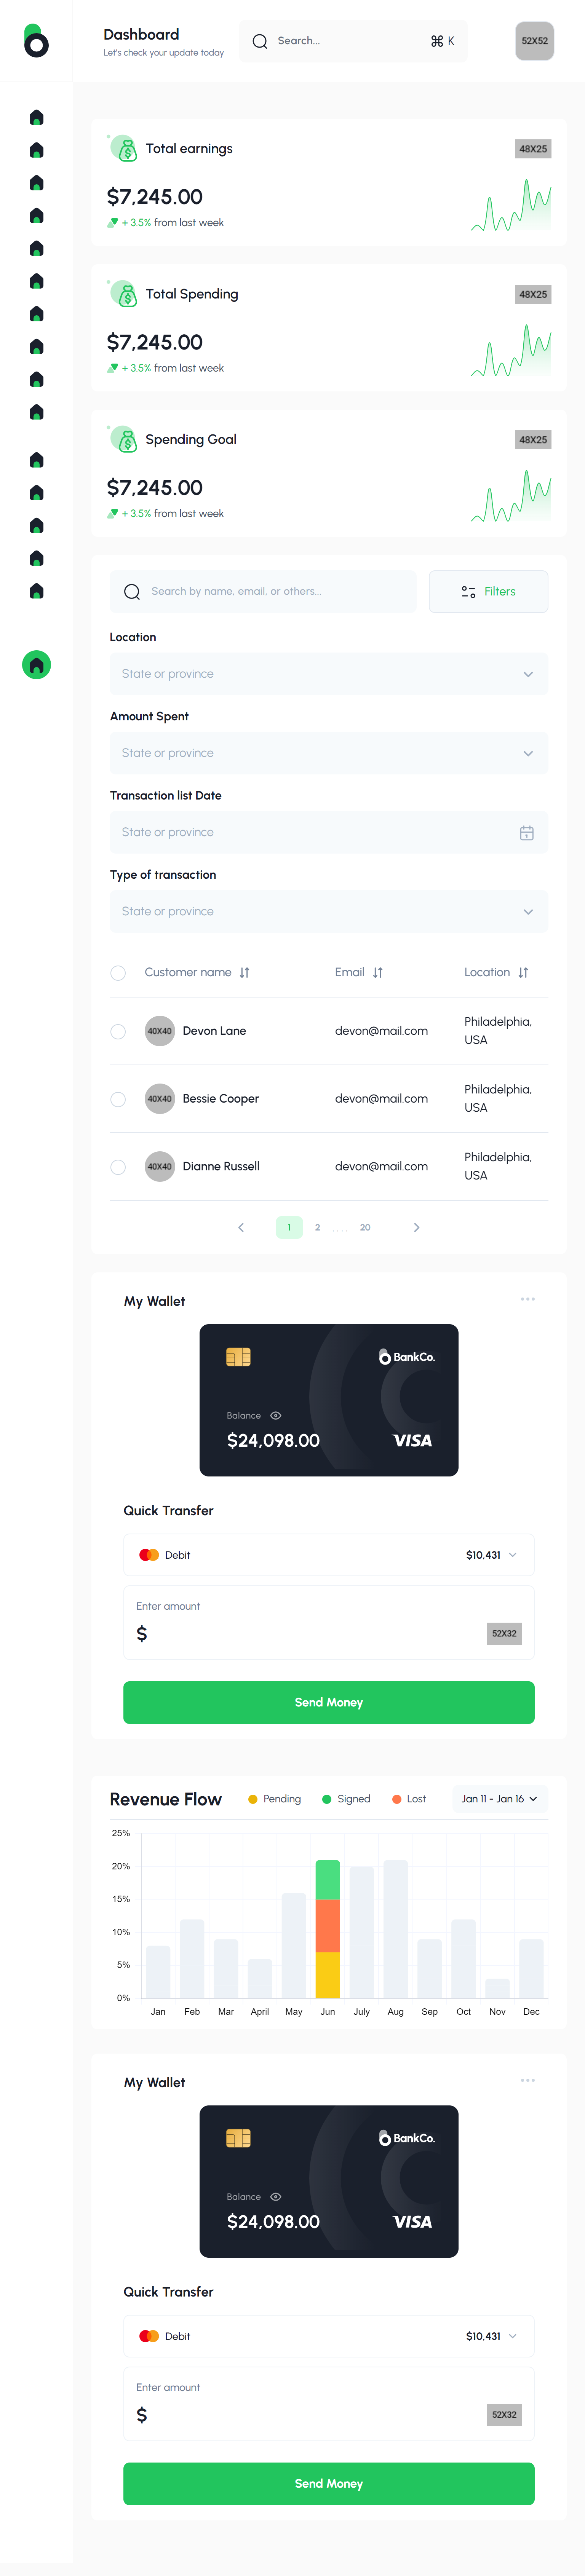 Dashboard
Let's check your update today
Search...
⌘ K
52X52
Total earnings
48X25
$7,245.00
+ 3.5% from last week
Total Spending
48X25
$7,245.00
+ 3.5% from last week
Spending Goal
48X25
$7,245.00
+ 3.5% from last week
Search by name, email, or others...
Filters
Location
State or province
Amount Spent
State or province
Transaction list Date
State or province
Type of transaction
State or province
Customer name Email Location
40X40 Devon Lane devon@mail.com Philadelphia,
USA
40X40 Bessie Cooper devon@mail.com Philadelphia,
USA
40X40 Dianne Russell devon@mail.com Philadelphia,
USA
1 2 .... 20
My Wallet
BankCo.
Balance
$24,098.00
VISA
Quick Transfer
Debit $10,431
Enter amount
$
52X32
Send Money
Revenue Flow Pending Signed Lost Jan 11 - Jan 16
25%
20%
15%
10%
5%
0%
Jan Feb Mar April May Jun July Aug Sep Oct Nov Dec
My Wallet
BankCo.
Balance
$24,098.00
VISA
Quick Transfer
Debit $10,431
Enter amount
$
52X32
Send Money